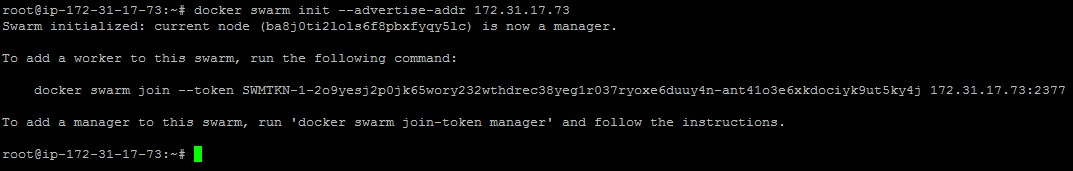 root@ip-172-31-17-73:~# docker swarm init --advertise-addr 172.31.17.73
Swarm initialized: current node (ba8j0ti2lols6f8pbxfyqy5lc) is now a manager.
To add a worker to this swarm, run the following command:
docker swarm join --token SWMTKN-1-2o9yesj2p0jk65wory232wthdrec38yeg1r037ryoxe6duuy4n-ant41o3e6xkdociyk9ut5ky4j 172.31.17.73:2377
To add a manager to this swarm, run 'docker swarm join-token manager' and follow the instructions.
root@ip-172-31-17-73:~#